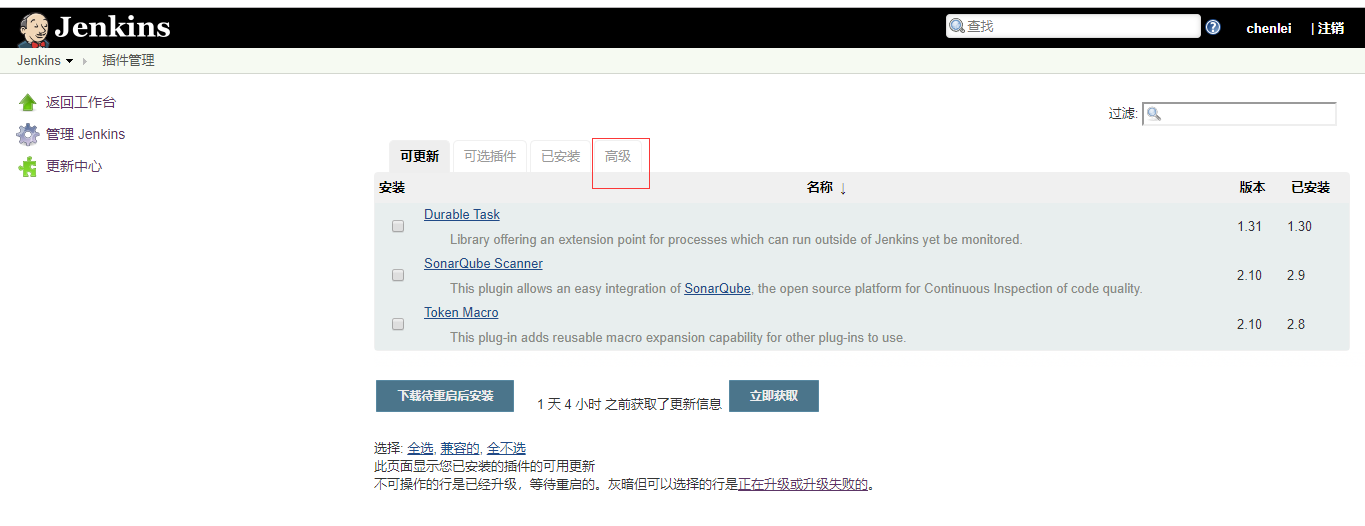 Jenkins
查找
chenlei
| 注销
Jenkins
插件管理
返回工作台
管理 Jenkins
更新中心
过滤:
可更新
可选插件
已安装
高级
安装
名称 ↓
版本
已安装
Durable Task
Library offering an extension point for processes which can run outside of Jenkins yet be monitored.
1.31
1.30
SonarQube Scanner
This plugin allows an easy integration of SonarQube, the open source platform for Continuous Inspection of code quality.
2.10
2.9
Token Macro
This plug-in adds reusable macro expansion capability for other plug-ins to use.
2.10
2.8
下载待重启后安装
1 天 4 小时 之前获取了更新信息
立即获取
选择: 全选, 兼容的, 全不选
此页面显示您已安装的插件的可用更新
不可操作的行是已经升级，等待重启的。灰暗但可以选择的行是正在升级或升级失败的。